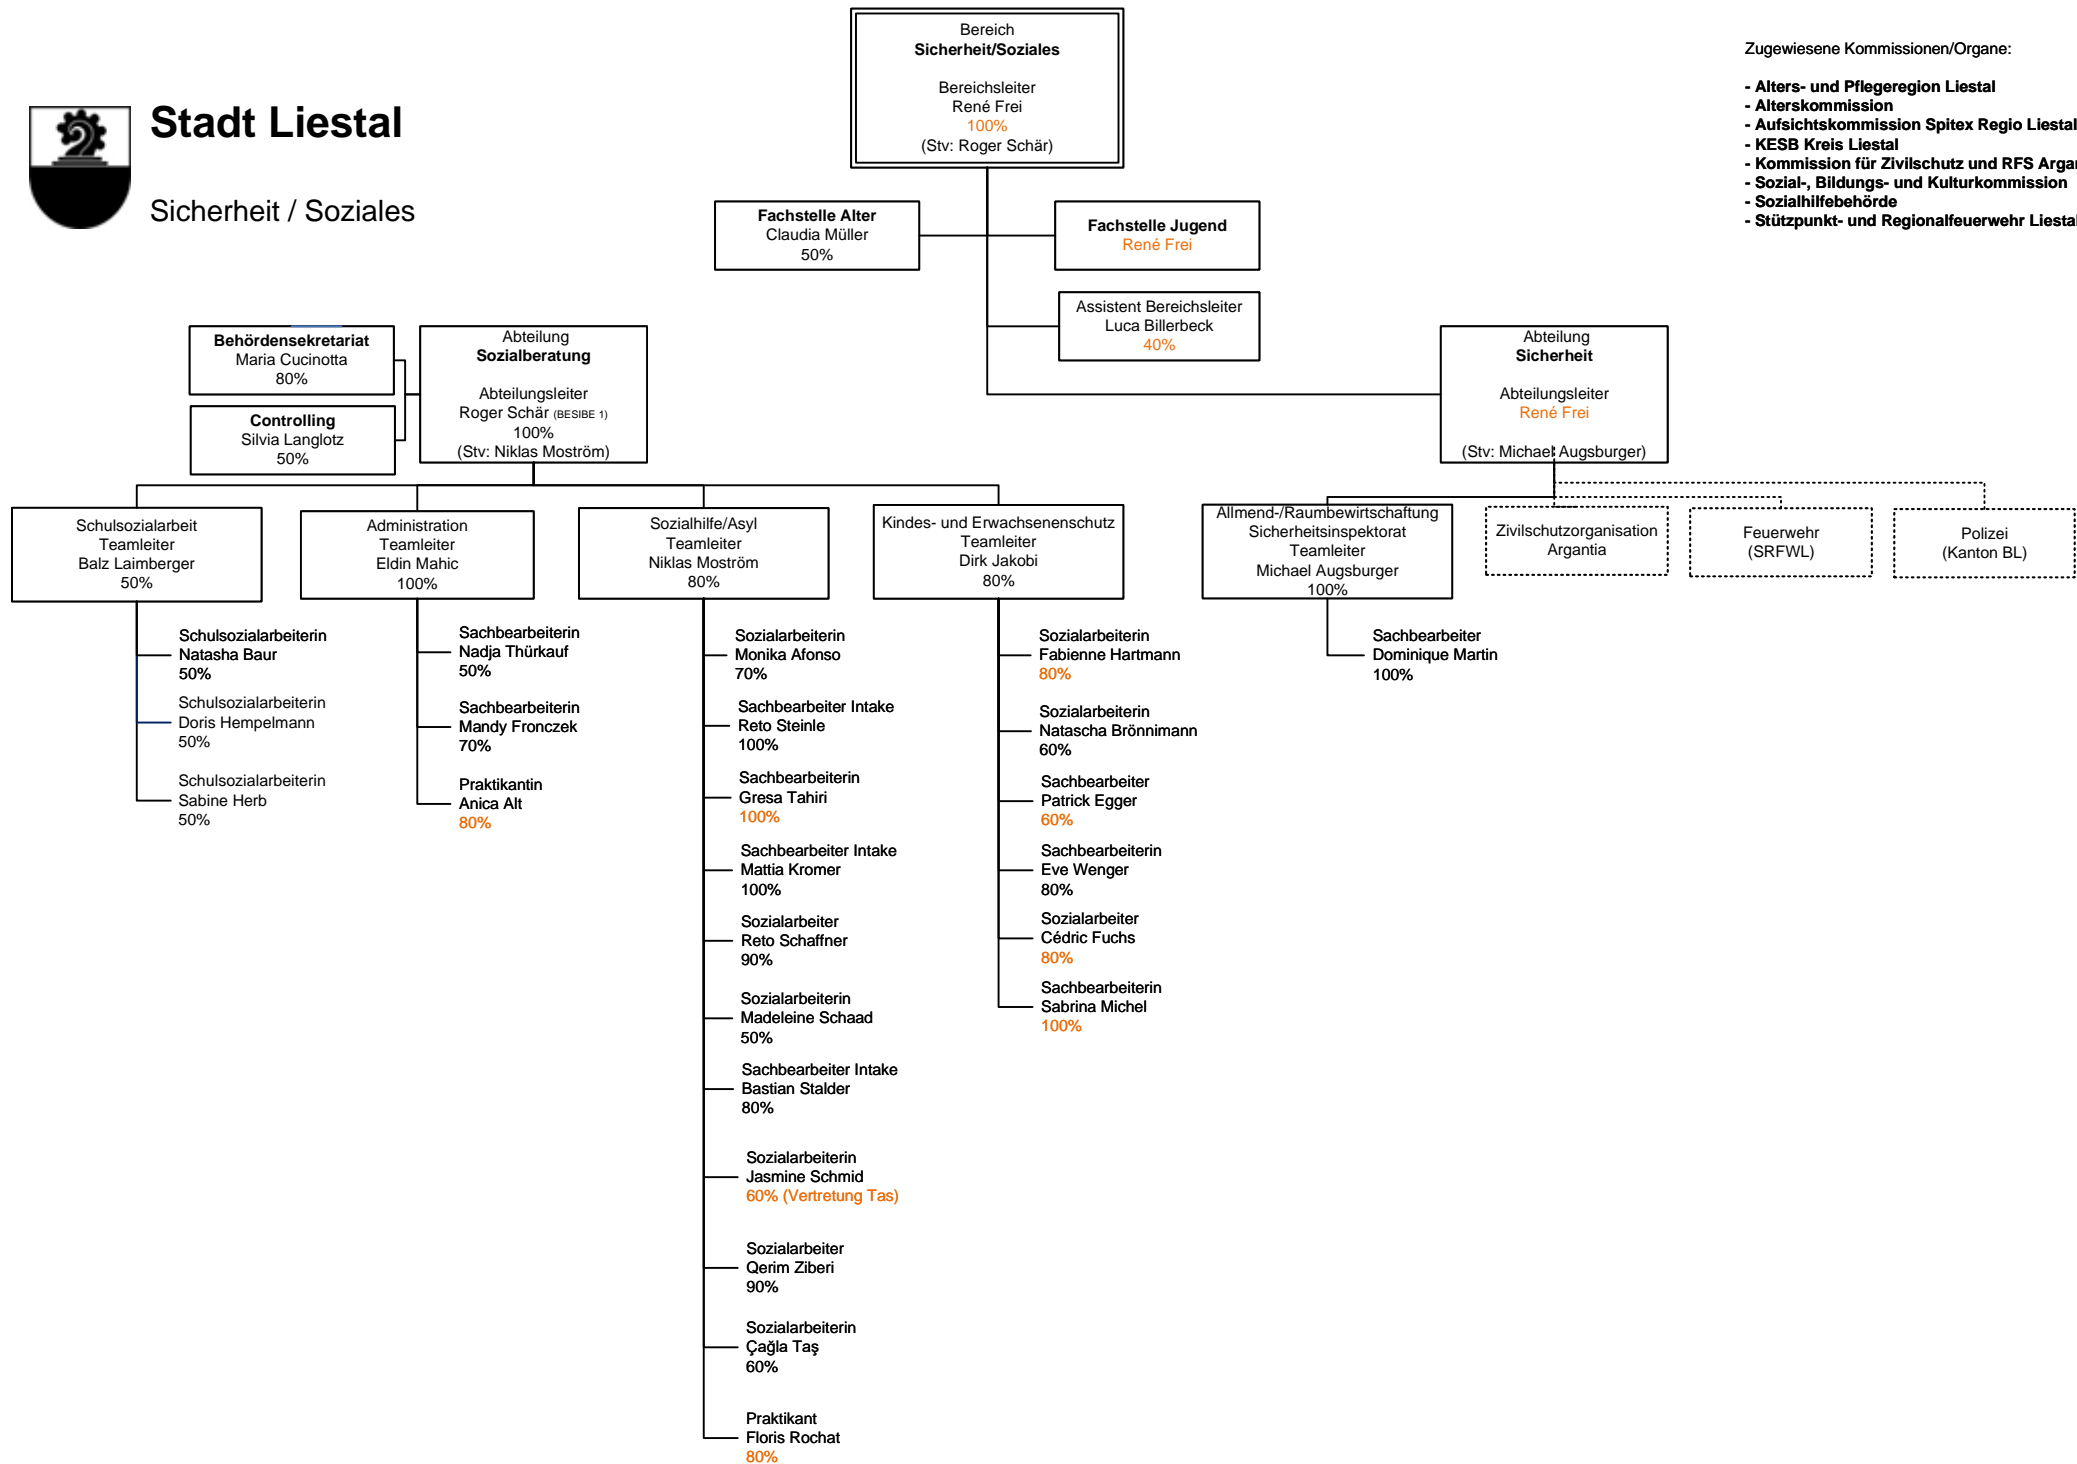 Stadt Liestal
Sicherheit / Soziales
Bereich
Sicherheit/Soziales
Bereichsleiter
René Frei
100%
(Stv: Roger Schär)
Zugewiesene Kommissionen/Organe:
- Alters- und Pflegeregion Liestal
- Alterskommission
- Aufsichtskommission Spitex Regio Liestal
- KESB Kreis Liestal
- Kommission für Zivilschutz und RFS Argan
- Sozial-, Bildungs- und Kulturkommission
- Sozialhilfebehörde
- Stützpunkt- und Regionalfeuerwehr Liestal
Fachstelle Alter
Claudia Müller
50%
Fachstelle Jugend
René Frei
Assistent Bereichsleiter
Luca Billerbeck
40%
Behördensekretariat
Maria Cucinotta
80%
Controlling
Silvia Langlotz
50%
Abteilung
Sozialberatung
Abteilungsleiter
Roger Schär (BESIBE 1)
100%
(Stv: Niklas Moström)
Abteilung
Sicherheit
Abteilungsleiter
René Frei
(Stv: Michael Augsburger)
Schulsozialarbeit
Teamleiter
Balz Laimberger
50%
Schulsozialarbeiterin
Natasha Baur
50%
Schulsozialarbeiterin
Doris Hempelmann
50%
Schulsozialarbeiterin
Sabine Herb
50%
Administration
Teamleiter
Eldin Mahic
100%
Sachbearbeiterin
Nadja Thürkauf
50%
Sachbearbeiterin
Mandy Fronczek
70%
Praktikantin
Anica Alt
80%
Sozialhilfe/Asyl
Teamleiter
Niklas Moström
80%
Sozialarbeiterin
Monika Afonso
70%
Sachbearbeiter Intake
Reto Steinle
100%
Sachbearbeiterin
Gresa Tahiri
100%
Sachbearbeiter Intake
Mattia Kromer
100%
Sozialarbeiter
Reto Schaffner
90%
Sozialarbeiterin
Madeleine Schaad
50%
Sachbearbeiter Intake
Bastian Stalder
80%
Sozialarbeiterin
Jasmine Schmid
60% (Vertretung Tas)
Sozialarbeiter
Qerim Ziberi
90%
Sozialarbeiterin
Çağla Taş
60%
Praktikant
Floris Rochat
80%
Kindes- und Erwachsenenschutz
Teamleiter
Dirk Jakobi
80%
Sozialarbeiterin
Fabienne Hartmann
80%
Sozialarbeiterin
Natascha Brönnimann
60%
Sachbearbeiter
Patrick Egger
60%
Sachbearbeiterin
Eve Wenger
80%
Sozialarbeiter
Cédric Fuchs
80%
Sachbearbeiterin
Sabrina Michel
100%
Allmend-/Raumbewirtschaftung
Sicherheitsinspektorat
Teamleiter
Michael Augsburger
100%
Sachbearbeiter
Dominique Martin
100%
Zivilschutzorganisation
Argantia
Feuerwehr
(SRFWL)
Polizei
(Kanton BL)